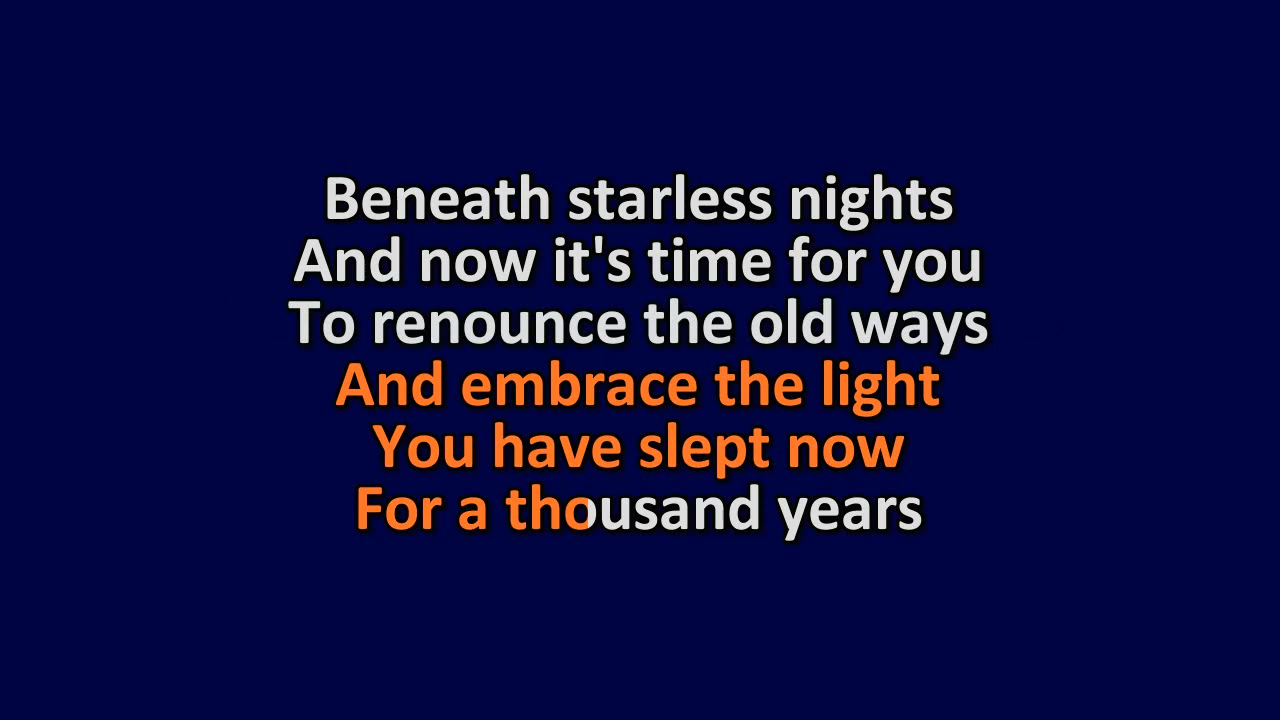 Beneath starless nights
And now it's time for you
To renounce the old ways
And embrace the light
You have slept now
For a thousand years